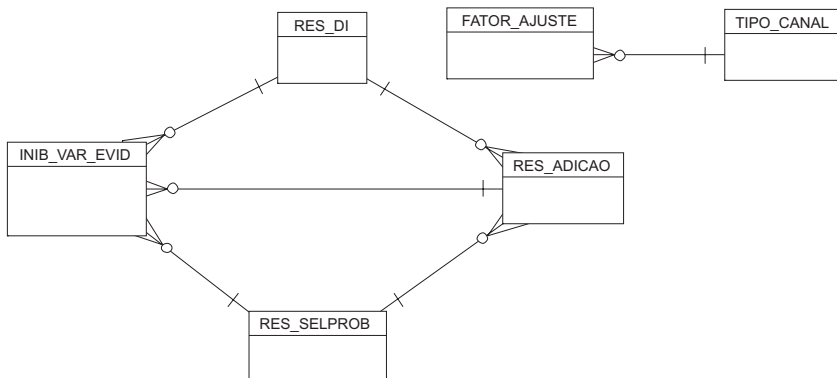 RES_DI
FATOR_AJUSTE
TIPO_CANAL
INIB_VAR_EVID
RES_ADICAO
RES_SELPROB